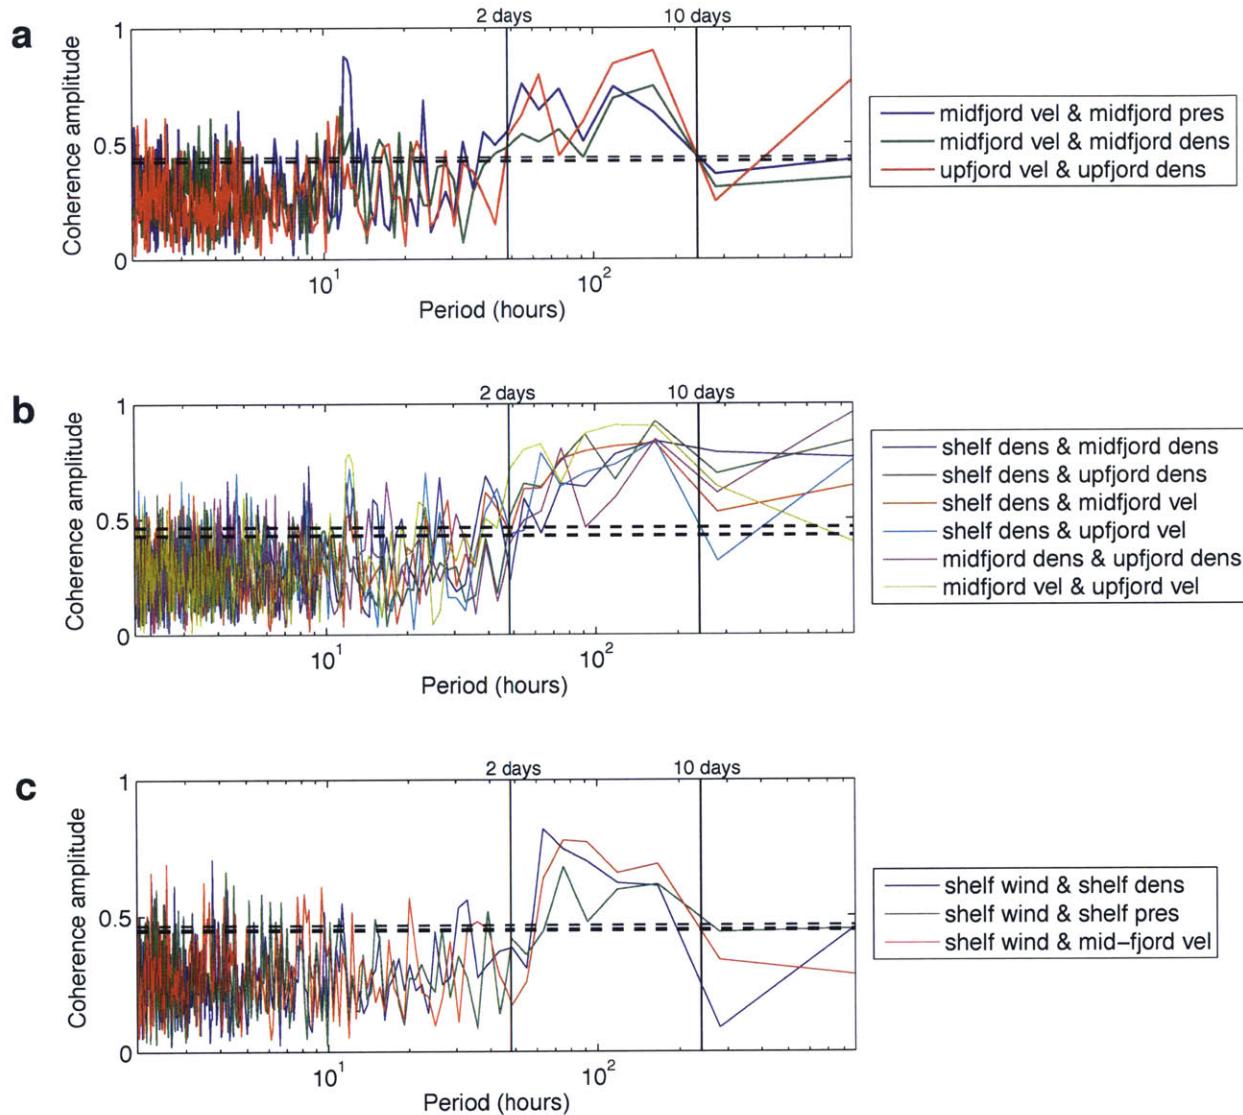 a
2 days
10 days
1
0.5
0
Coherence amplitude
10^1
10^2
Period (hours)
midfjord vel & midfjord pres
midfjord vel & midfjord dens
upfjord vel & upfjord dens
b
2 days
10 days
1
0.5
0
Coherence amplitude
10^1
10^2
Period (hours)
shelf dens & midfjord dens
shelf dens & upfjord dens
shelf dens & midfjord vel
shelf dens & upfjord vel
midfjord dens & upfjord dens
midfjord vel & upfjord vel
c
2 days
10 days
1
0.5
0
Coherence amplitude
10^1
10^2
Period (hours)
shelf wind & shelf dens
shelf wind & shelf pres
shelf wind & mid-fjord vel